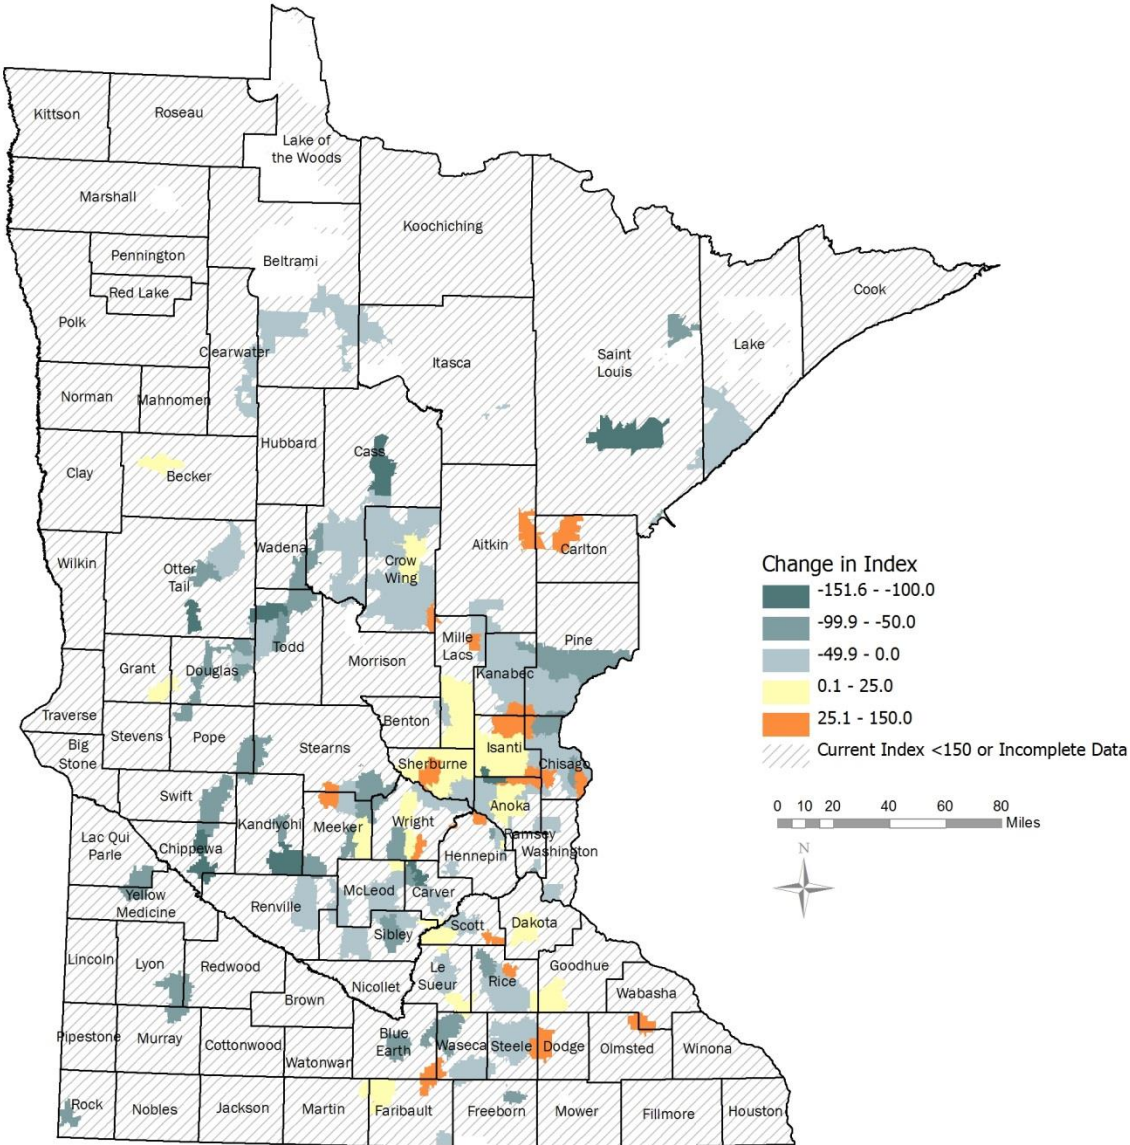 Kittson
Roseau
Lake of
the Woods
Marshall
Koochiching
Pennington
Beltrami
Red Lake
Cook
Polk
Clearwater
Itasca
Saint
Louis
Lake
Norman
Mahnomen
Hubbard
Cass
Clay
Becker
Wadena
Aitkin
Carlton
Wilkin
Otter
Tail
Crow
Wing
Mille
Lacs
Pine
Todd
Morrison
Kanabec
Grant
Douglas
Traverse
Benton
Big
Stone
Stevens
Pope
Stearns
Isanti
Sherburne
Chisago
Swift
Anoka
Kandiyohi
Meeker
Wright
Lac Qui
Parle
Chippewa
Ramsey
Hennepin
Washington
Yellow
Medicine
Renville
McLeod
Carver
Scott
Dakota
Sibley
Lincoln
Lyon
Redwood
Le
Sueur
Rice
Goodhue
Nicollet
Brown
Wabasha
Pipestone
Murray
Cottonwood
Watonwan
Blue
Earth
Waseca
Steele
Dodge
Olmsted
Winona
Rock
Nobles
Jackson
Martin
Faribault
Freeborn
Mower
Fillmore
Houston
Change in Index
-151.6 - -100.0
-99.9 - -50.0
-49.9 - 0.0
0.1 - 25.0
25.1 - 150.0
Current Index <150 or Incomplete Data
0 10 20 40 60 80
Miles
N